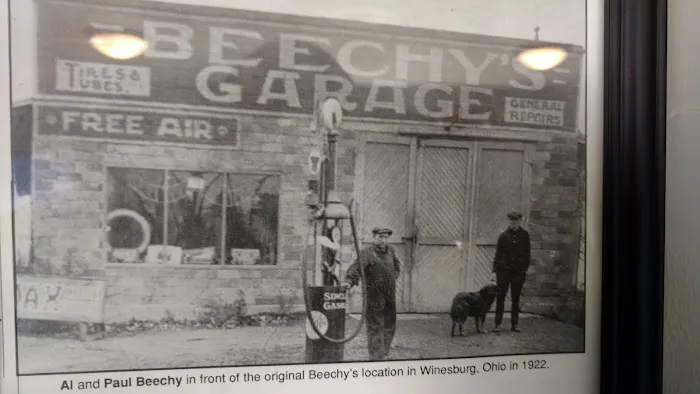 BEECHY'S
TIRES &
TUBES
GARAGE
GENERAL
REPAIRS
FREE AIR
SINCLAIR
Al and Paul Beechy in front of the original Beechy's location in Winesburg, Ohio in 1922.